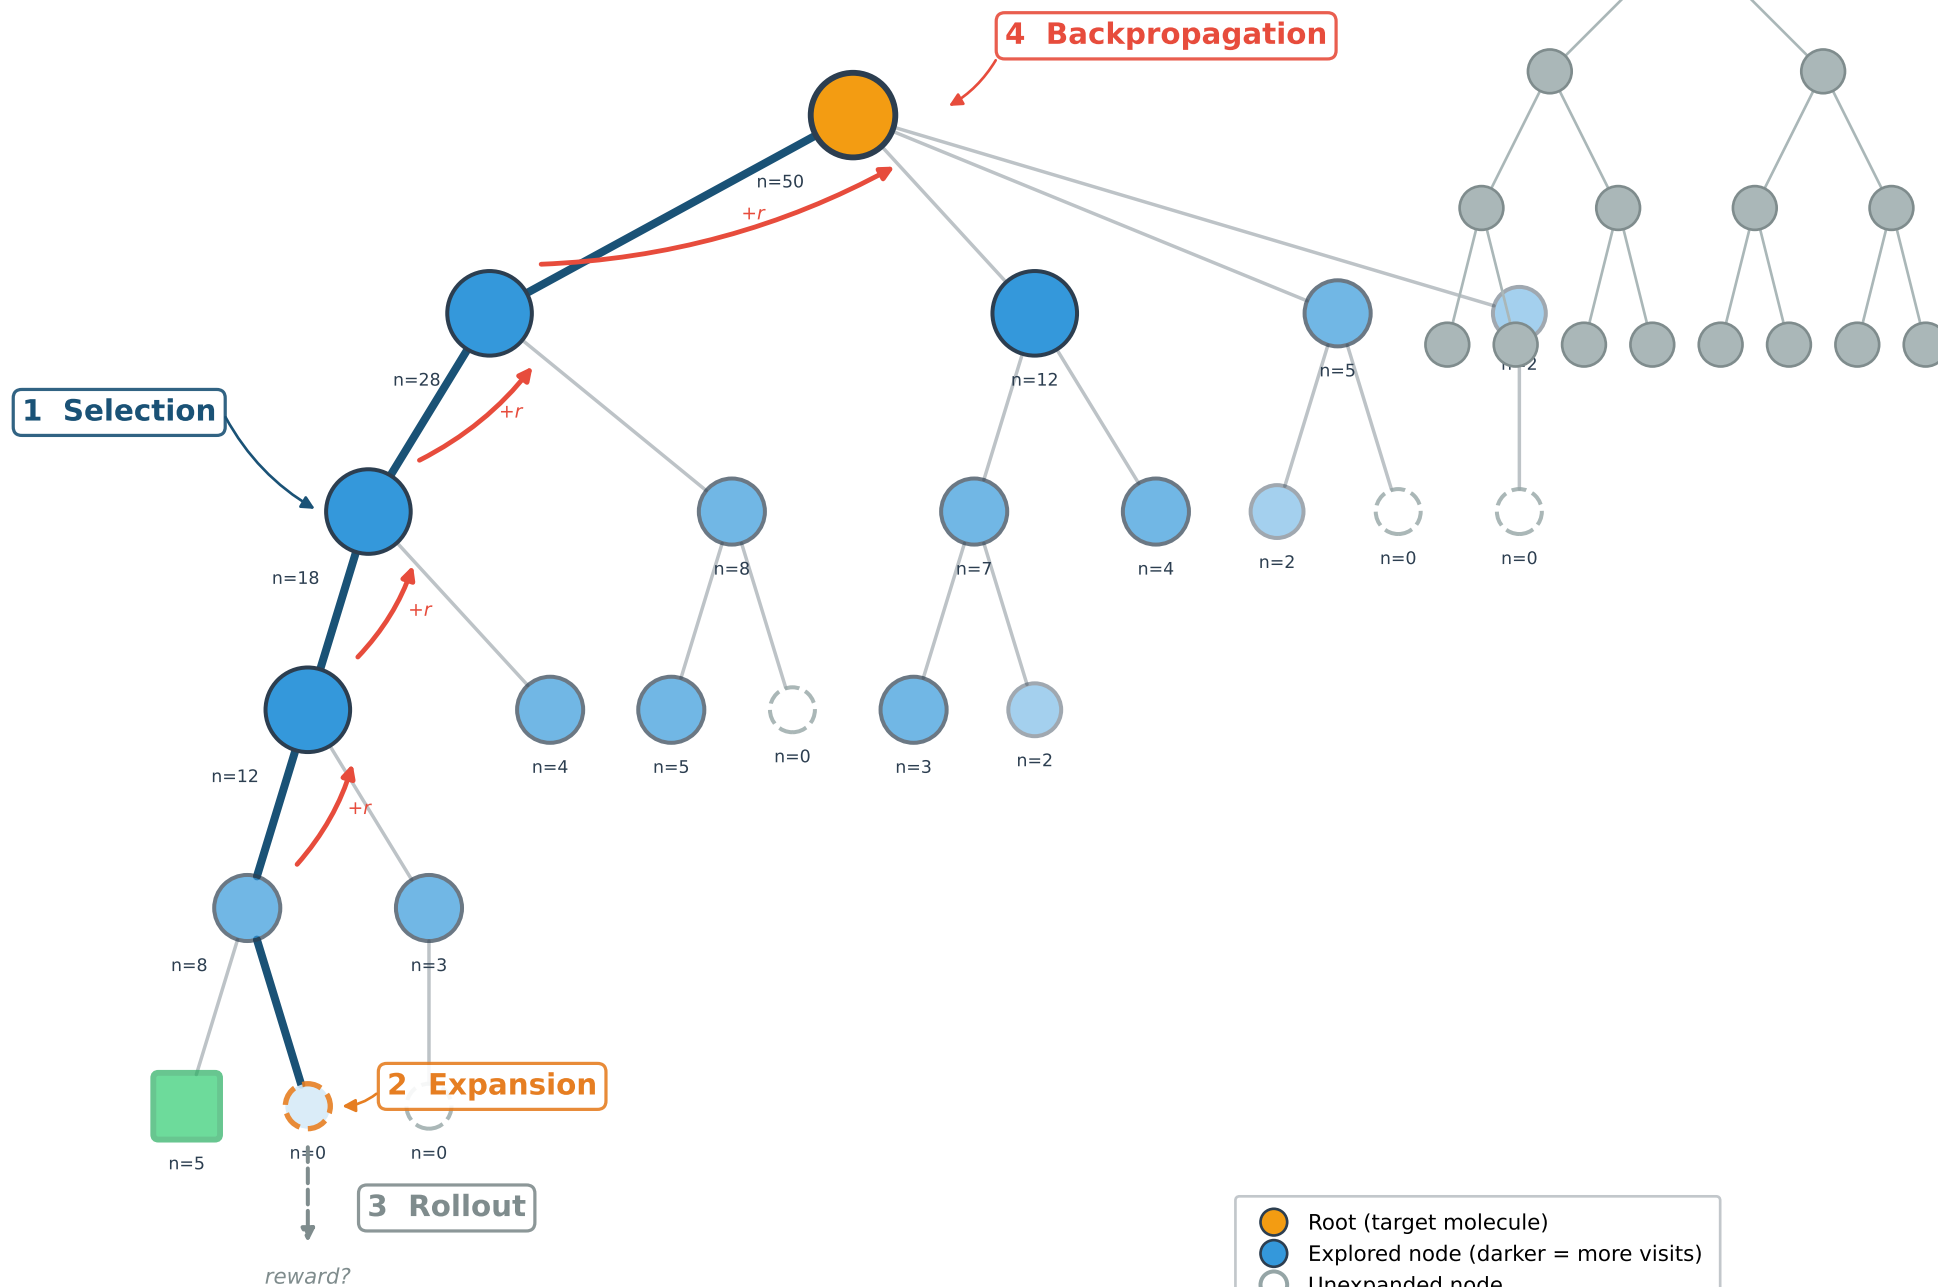 4 Backpropagation
n=50
+r
n=28
n=12
n=5
+r
1 Selection
n=18
n=8
n=7
n=4
n=2
n=0
n=0
+r
n=12
n=4
n=5
n=0
n=3
n=2
+r
n=8
n=3
2 Expansion
n=5
n=0
n=0
3 Rollout
reward?
Root (target molecule)
Explored node (darker = more visits)
Unexpanded node